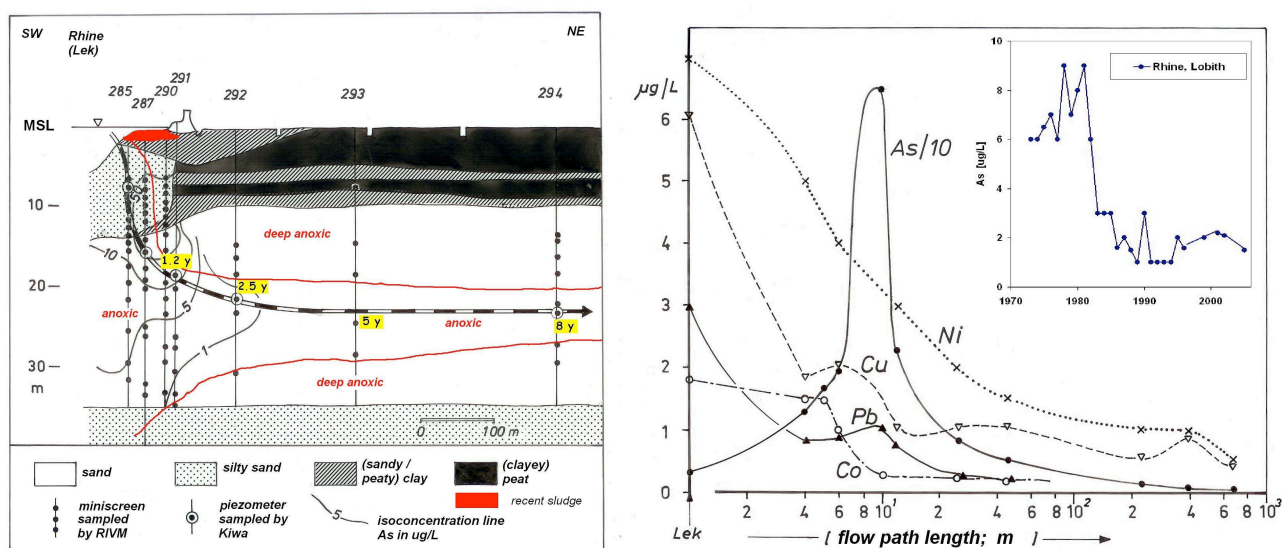 SW
Rhine
(Lek)
NE
291
285
290
292
293
294
287
MSL
50
10
deep anoxic
10
1.2 y
20
2.5 y
5
anoxic
5 y
anoxic
8 y
1
30
deep anoxic
m
0
100 m
sand
silty sand
(sandy /
peaty) clay
(clayey)
peat
recent sludge
miniscreen
sampled
by RIVM
piezometer
sampled by
Kiwa
5
isoconcentration line
As in ug/L
µg/L
6
5
4
3
2
1
0
As/10
Ni
Cu
Pb
Co
Lek
2
4
6
8
10¹
2
4
6
8
10²
2
4
6
8
10³
[ flow path length; m ]
10
8
6
4
2
0
As [ug/L]
Rhine, Lobith
1970
1980
1990
2000